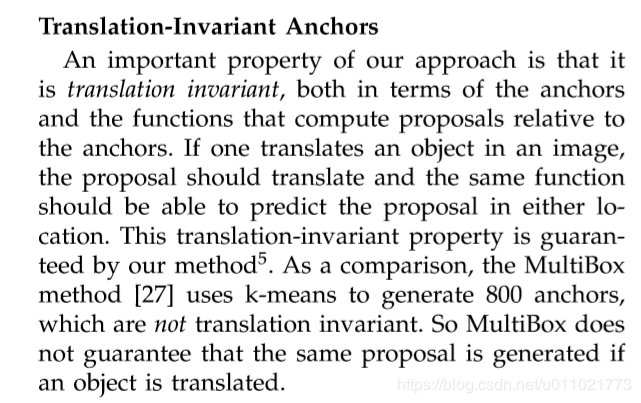 Translation-Invariant Anchors
An important property of our approach is that it
is translation invariant, both in terms of the anchors
and the functions that compute proposals relative to
the anchors. If one translates an object in an image,
the proposal should translate and the same function
should be able to predict the proposal in either lo-
cation. This translation-invariant property is guaran-
teed by our method⁵. As a comparison, the MultiBox
method [27] uses k-means to generate 800 anchors,
which are not translation invariant. So MultiBox does
not guarantee that the same proposal is generated if
an object is translated.
https://blog.csdn.net/u011021773